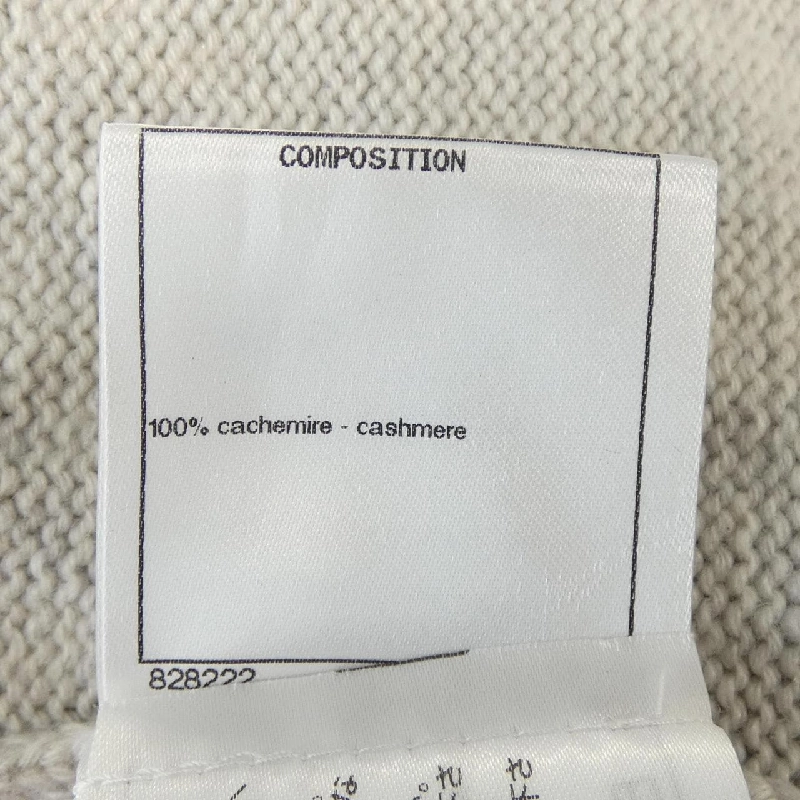 COMPOSITION
100% cachemire - cashmere
828222